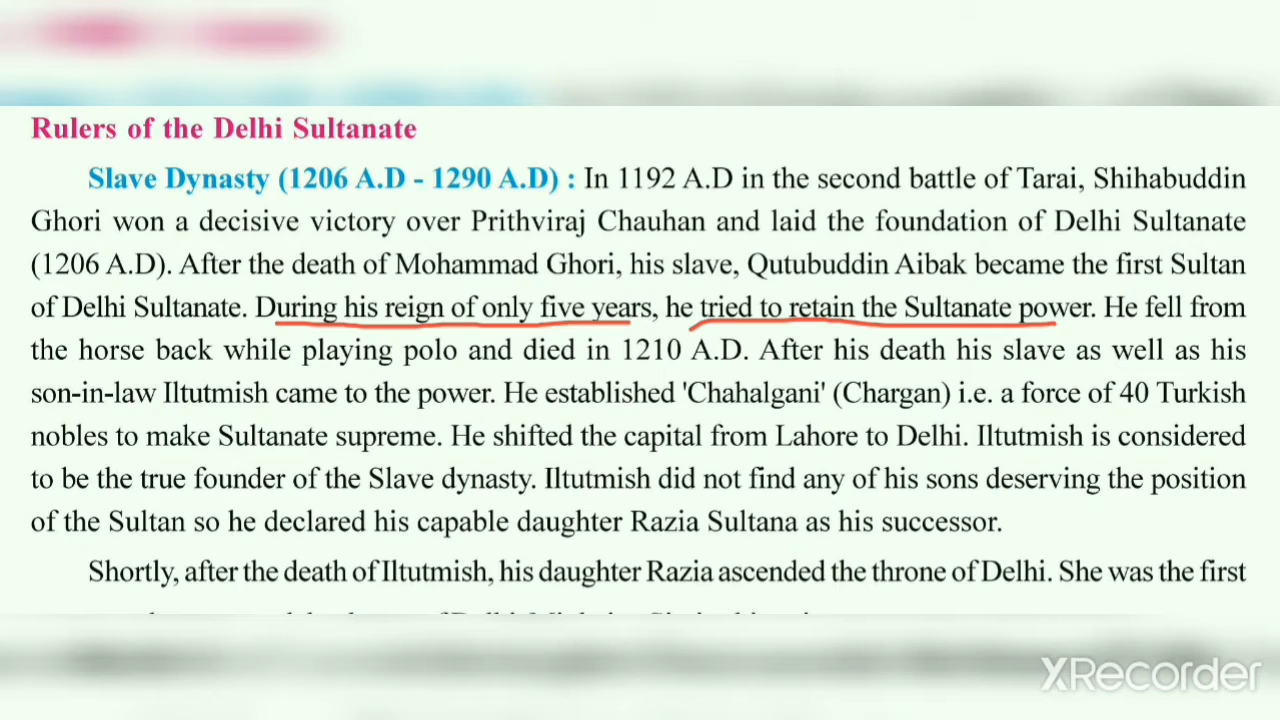 Rulers of the Delhi Sultanate
Slave Dynasty (1206 A.D - 1290 A.D) : In 1192 A.D in the second battle of Tarai, Shihabuddin
Ghori won a decisive victory over Prithviraj Chauhan and laid the foundation of Delhi Sultanate
(1206 A.D). After the death of Mohammad Ghori, his slave, Qutubuddin Aibak became the first Sultan
of Delhi Sultanate. During his reign of only five years, he tried to retain the Sultanate power. He fell from
the horse back while playing polo and died in 1210 A.D. After his death his slave as well as his
son-in-law Iltutmish came to the power. He established 'Chahalgani' (Chargan) i.e. a force of 40 Turkish
nobles to make Sultanate supreme. He shifted the capital from Lahore to Delhi. Iltutmish is considered
to be the true founder of the Slave dynasty. Iltutmish did not find any of his sons deserving the position
of the Sultan so he declared his capable daughter Razia Sultana as his successor.
Shortly, after the death of Iltutmish, his daughter Razia ascended the throne of Delhi. She was the first
XRecorder